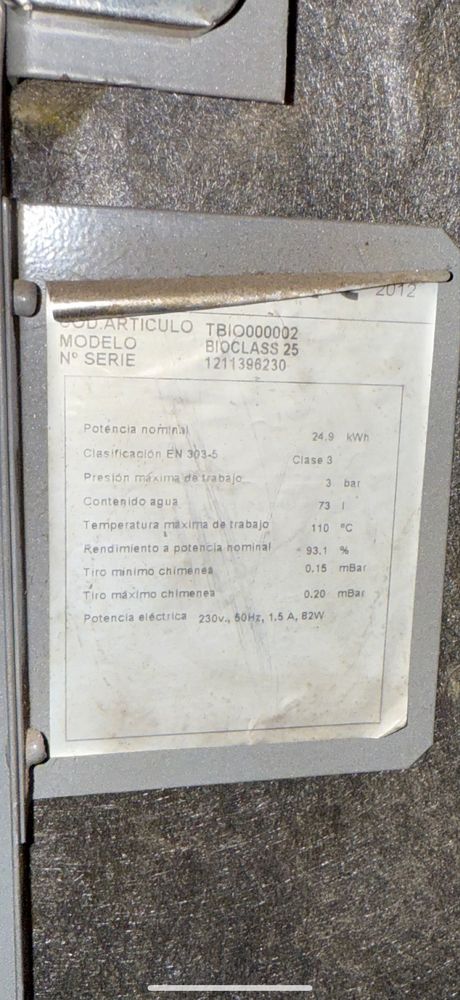 2012
COD.ARTICULO TBIO000002
MODELO BIOCLASS 25
Nº SERIE 1211396230
Potencia nominal 24.9 kWh
Clasificación EN 303-5 Clase 3
Presión máxima de trabajo 3 bar
Contenido agua 73 l
Temperatura máxima de trabajo 110 ºC
Rendimiento a potencia nominal 93.1 %
Tiro mínimo chimenea 0.15 mBar
Tiro máximo chimenea 0.20 mBar
Potencia eléctrica 230v., 50Hz, 1.5 A, 82W